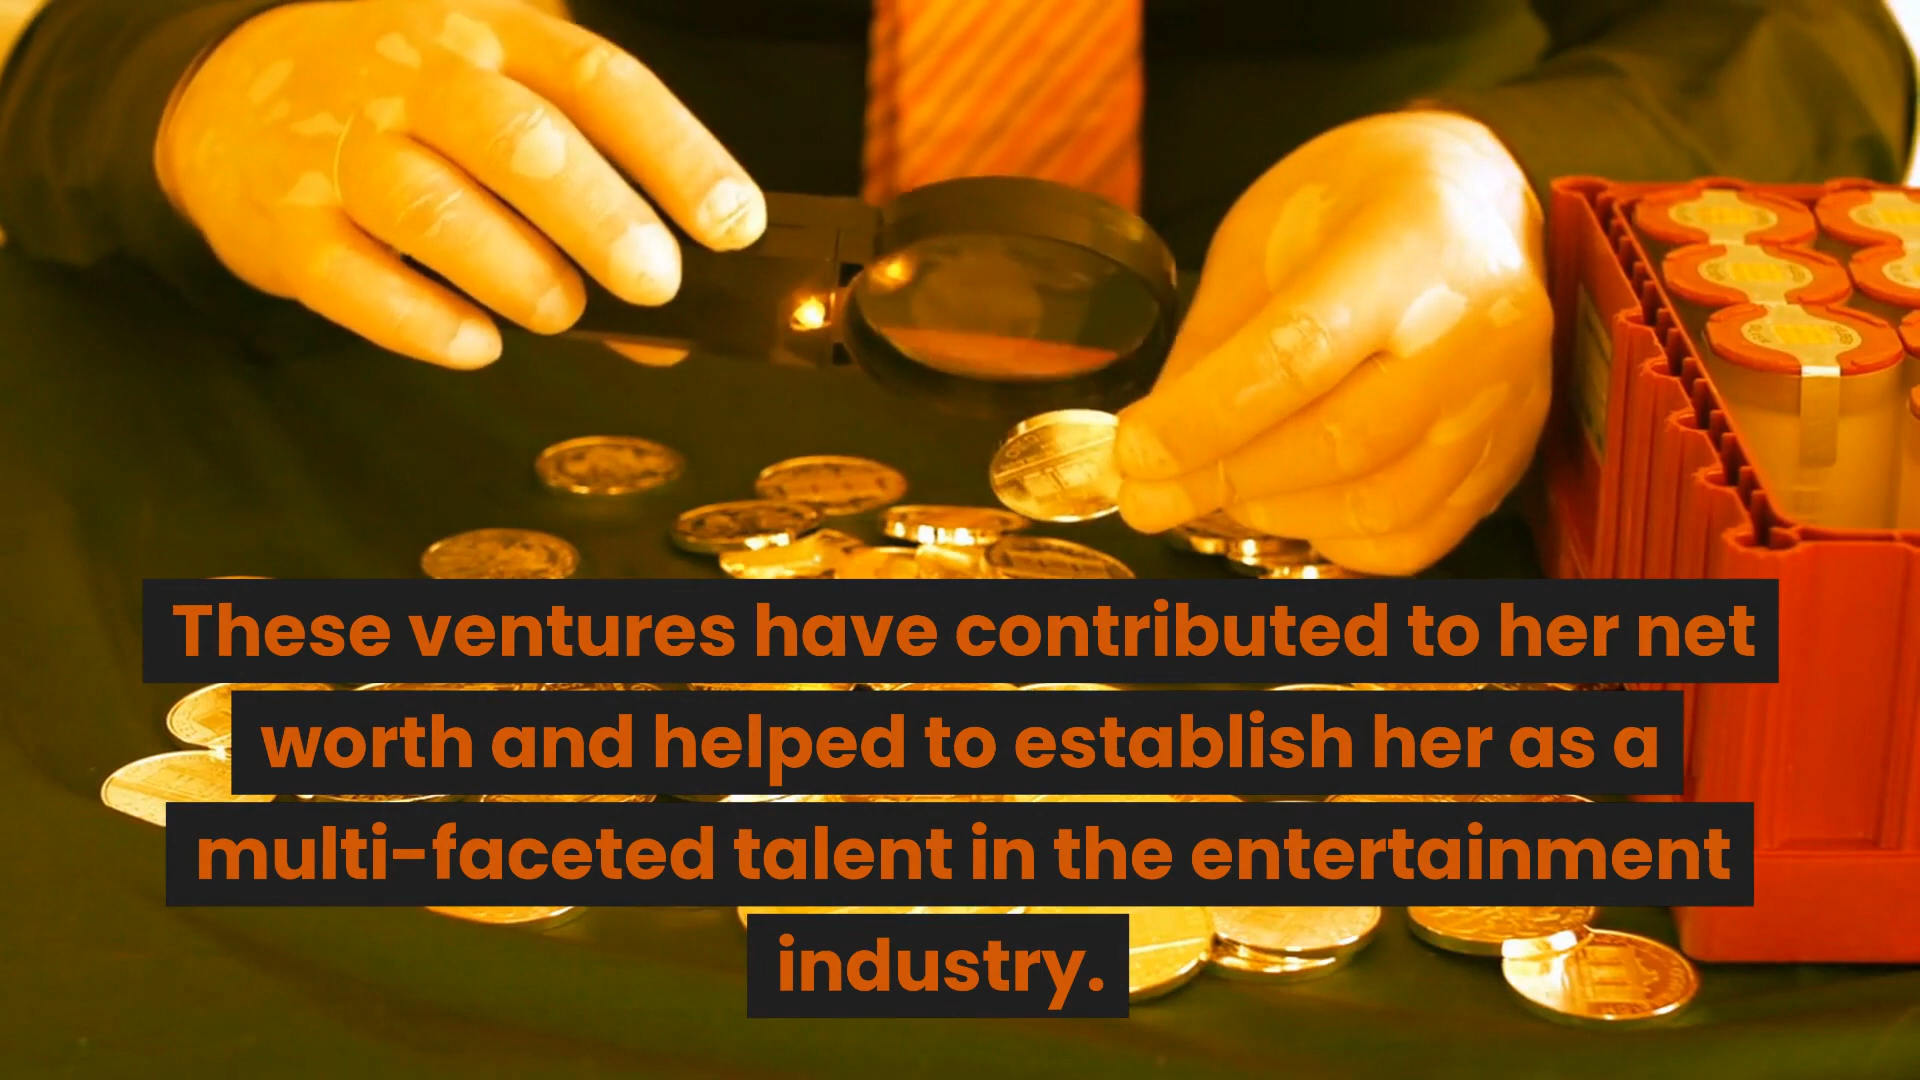 These ventures have contributed to her net
worth and helped to establish her as a
multi-faceted talent in the entertainment
industry.